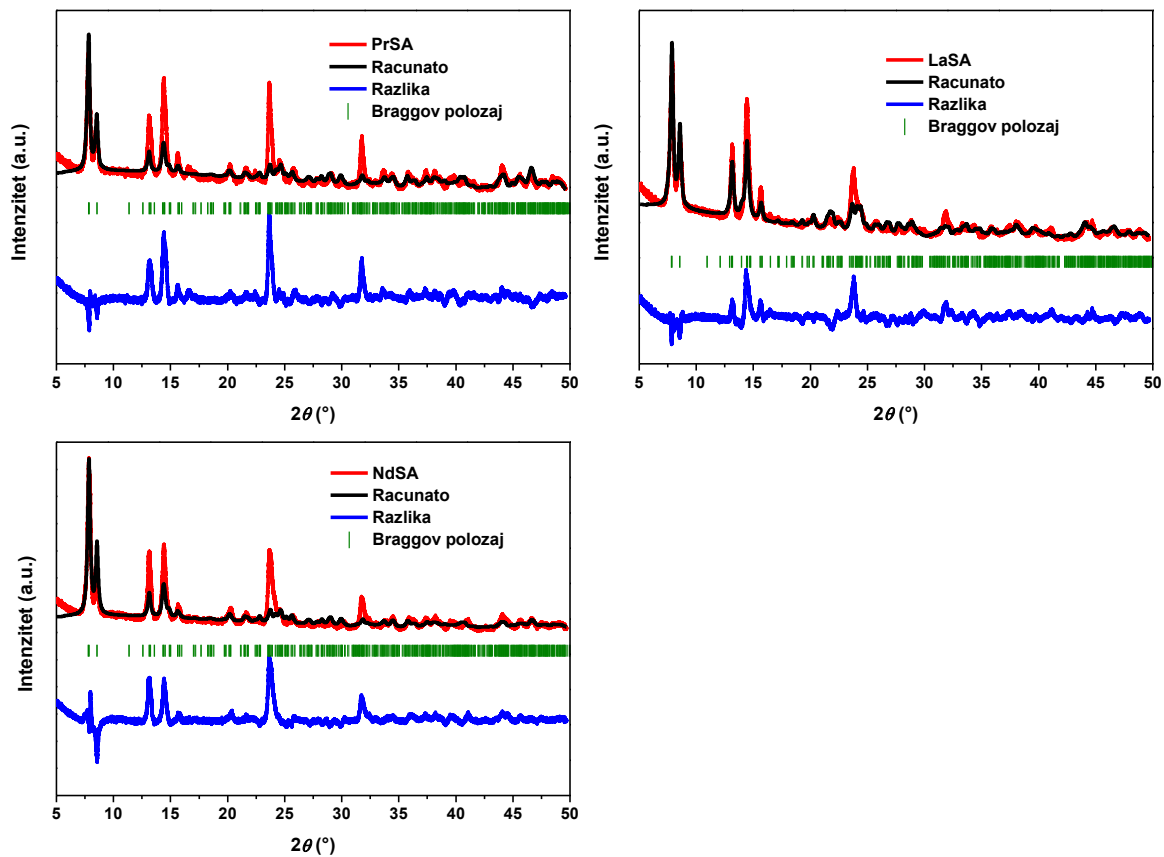 Intenzitet (a.u.)
PrSA
Racunato
Razlika
Braggov polozaj
5 10 15 20 25 30 35 40 45 50
2θ (°)
Intenzitet (a.u.)
LaSA
Racunato
Razlika
Braggov polozaj
5 10 15 20 25 30 35 40 45 50
2θ (°)
Intenzitet (a.u.)
NdSA
Racunato
Razlika
Braggov polozaj
5 10 15 20 25 30 35 40 45 50
2θ (°)